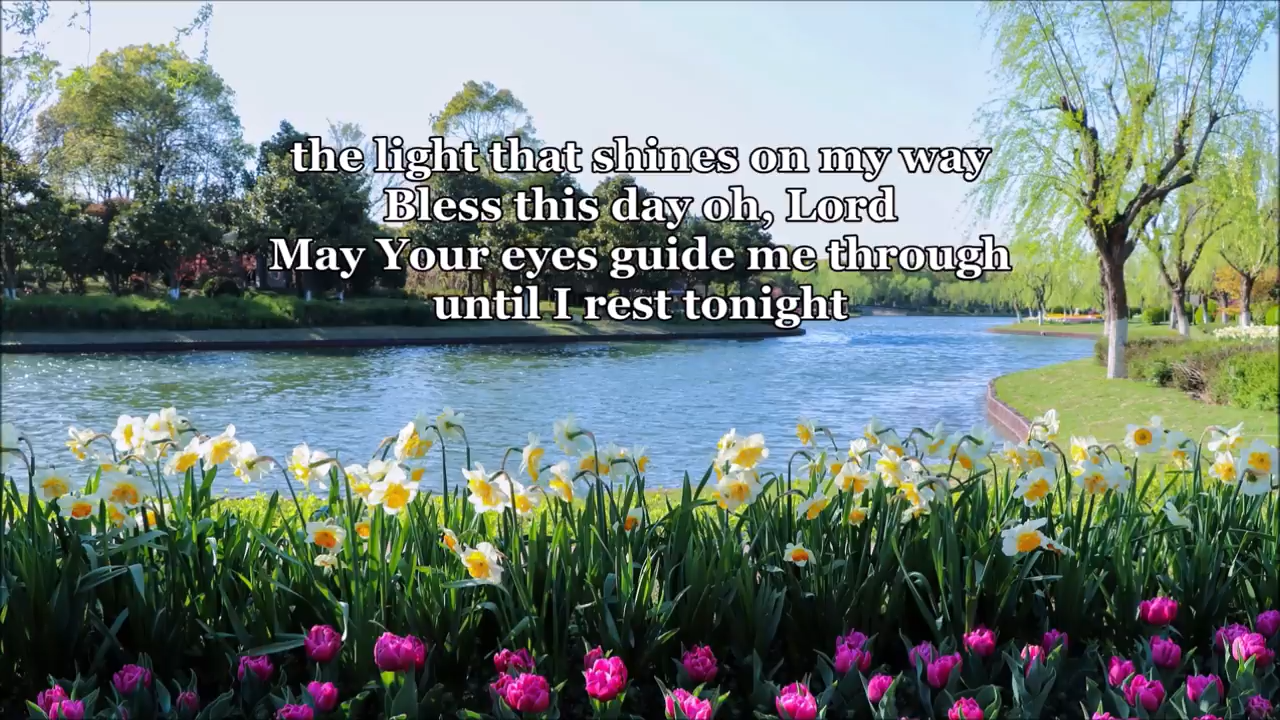 the light that shines on my way
Bless this day oh, Lord
May Your eyes guide me through
until I rest tonight